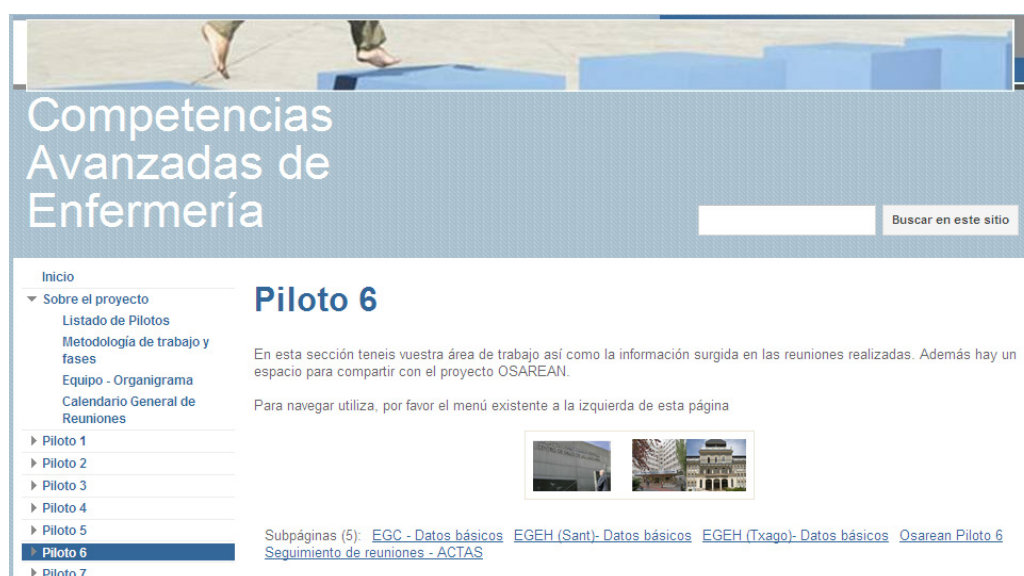 Competencias
Avanzadas de
Enfermería
Buscar en este sitio
Inicio
Sobre el proyecto
Listado de Pilotos
Metodología de trabajo y
fases
Equipo - Organigrama
Calendario General de
Reuniones
Piloto 1
Piloto 2
Piloto 3
Piloto 4
Piloto 5
Piloto 6
Piloto 7
Piloto 6
En esta sección teneis vuestra área de trabajo así como la información surgida en las reuniones realizadas. Además hay un
espacio para compartir con el proyecto OSAREAN.
Para navegar utiliza, por favor el menú existente a la izquierda de esta página
Subpáginas (5): EGC - Datos básicos EGEH (Sant)- Datos básicos EGEH (Txago)- Datos básicos Osarean Piloto 6
Seguimiento de reuniones - ACTAS